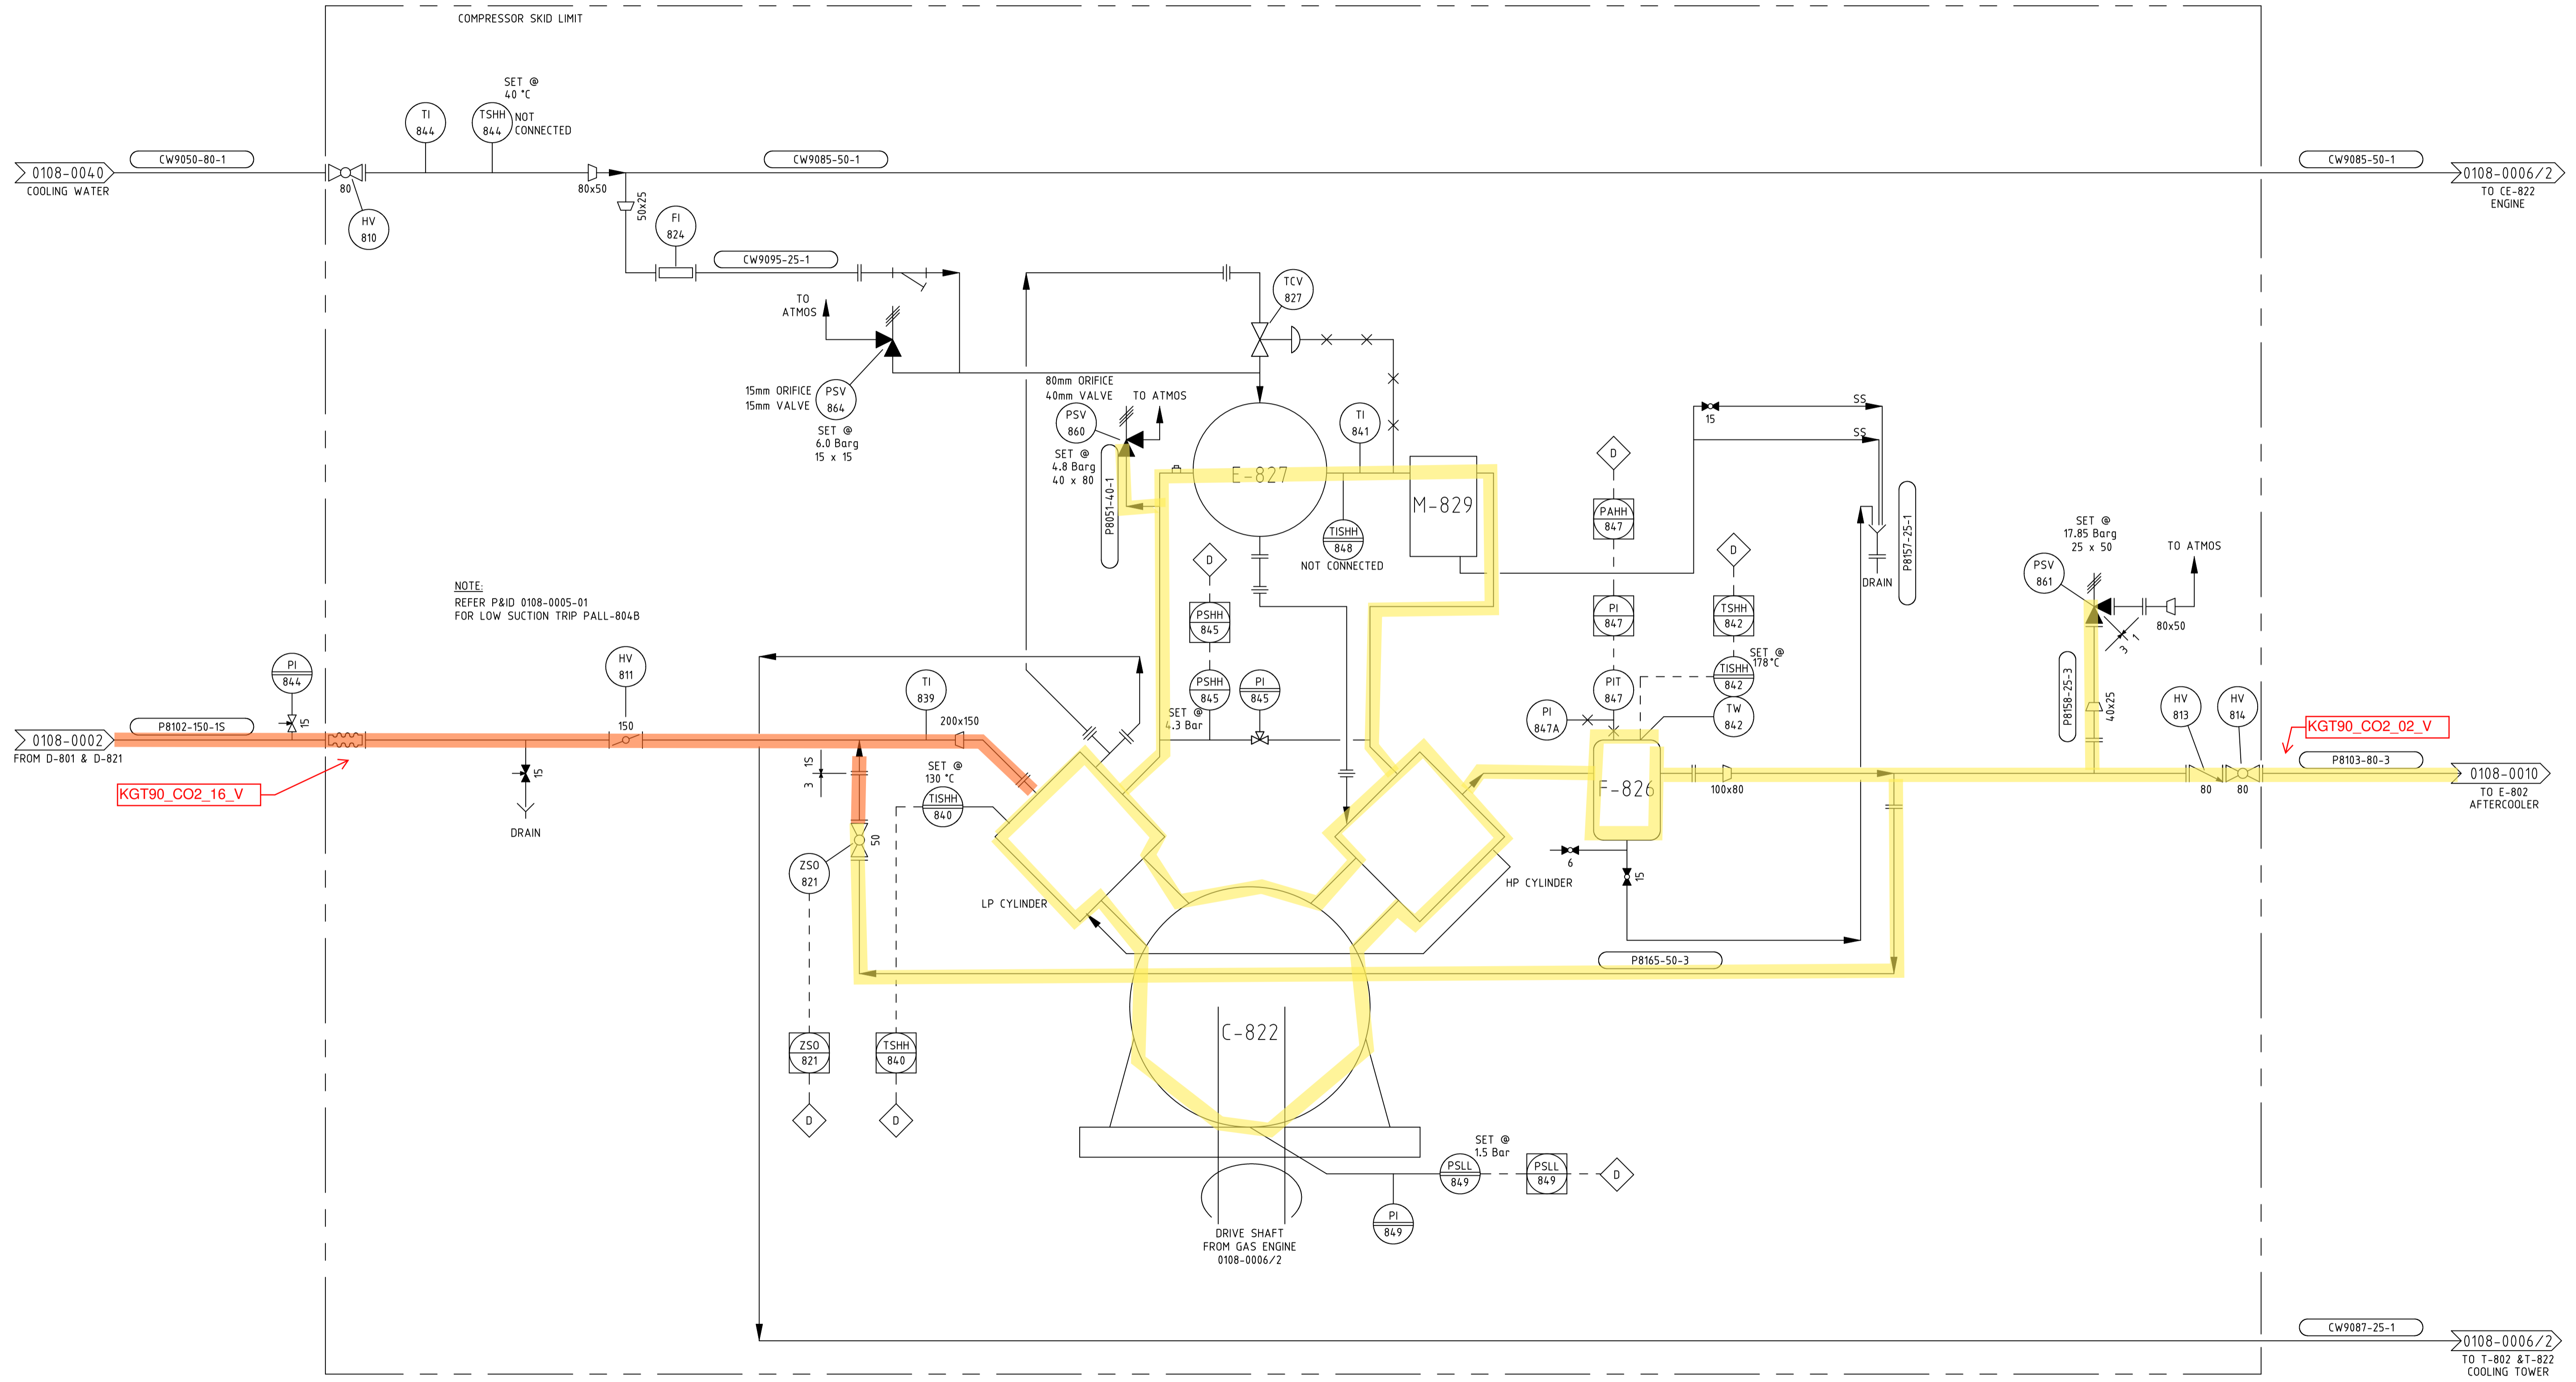 COMPRESSOR SKID LIMIT
SET @
40 °C
TI
844
TSHH
844
NOT
CONNECTED
CW9050-80-1
CW9085-50-1
CW9085-50-1
0108-0040
COOLING WATER
80
HV
810
80x50
50x25
0108-0006/2
TO CE-822
ENGINE
FI
824
CW9095-25-1
TO
ATMOS
TCV
827
15mm ORIFICE
15mm VALVE
PSV
864
SET @
6.0 Barg
15 x 15
80mm ORIFICE
40mm VALVE
TO ATMOS
PSV
860
SET @
4.8 Barg
40 x 80
P8051-40-1
E-827
TI
841
M-829
TISHH
848
NOT CONNECTED
15
SS
SS
DRAIN
P8157-25-1
D
PAHH
847
PI
847
PIT
847
PI
847A
D
TSHH
842
SET @
178°C
TISHH
842
TW
842
D
PSHH
845
PSHH
845
SET @
4.3 Bar
PI
845
SET @
17.85 Barg
25 x 50
PSV
861
TO ATMOS
80x50
3 1
P8158-25-3
40x25
NOTE:
REFER P&ID 0108-0005-01
FOR LOW SUCTION TRIP PALL-804B
PI
844
15
P8102-150-1S
0108-0002
FROM D-801 & D-821
KGT90_CO2_16_V
15
DRAIN
HV
811
150
TI
839
200x150
3 1S
SET @
130 °C
TISHH
840
50
ZSO
821
LP CYLINDER
HP CYLINDER
F-826
100x80
6
15
HV
813
HV
814
80
80
KGT90_CO2_02_V
P8103-80-3
0108-0010
TO E-802
AFTERCOOLER
P8165-50-3
C-822
ZSO
821
TSHH
840
D
D
SET @
1.5 Bar
PSLL
849
PSLL
849
D
PI
849
DRIVE SHAFT
FROM GAS ENGINE
0108-0006/2
CW9087-25-1
0108-0006/2
TO T-802 &T-822
COOLING TOWER